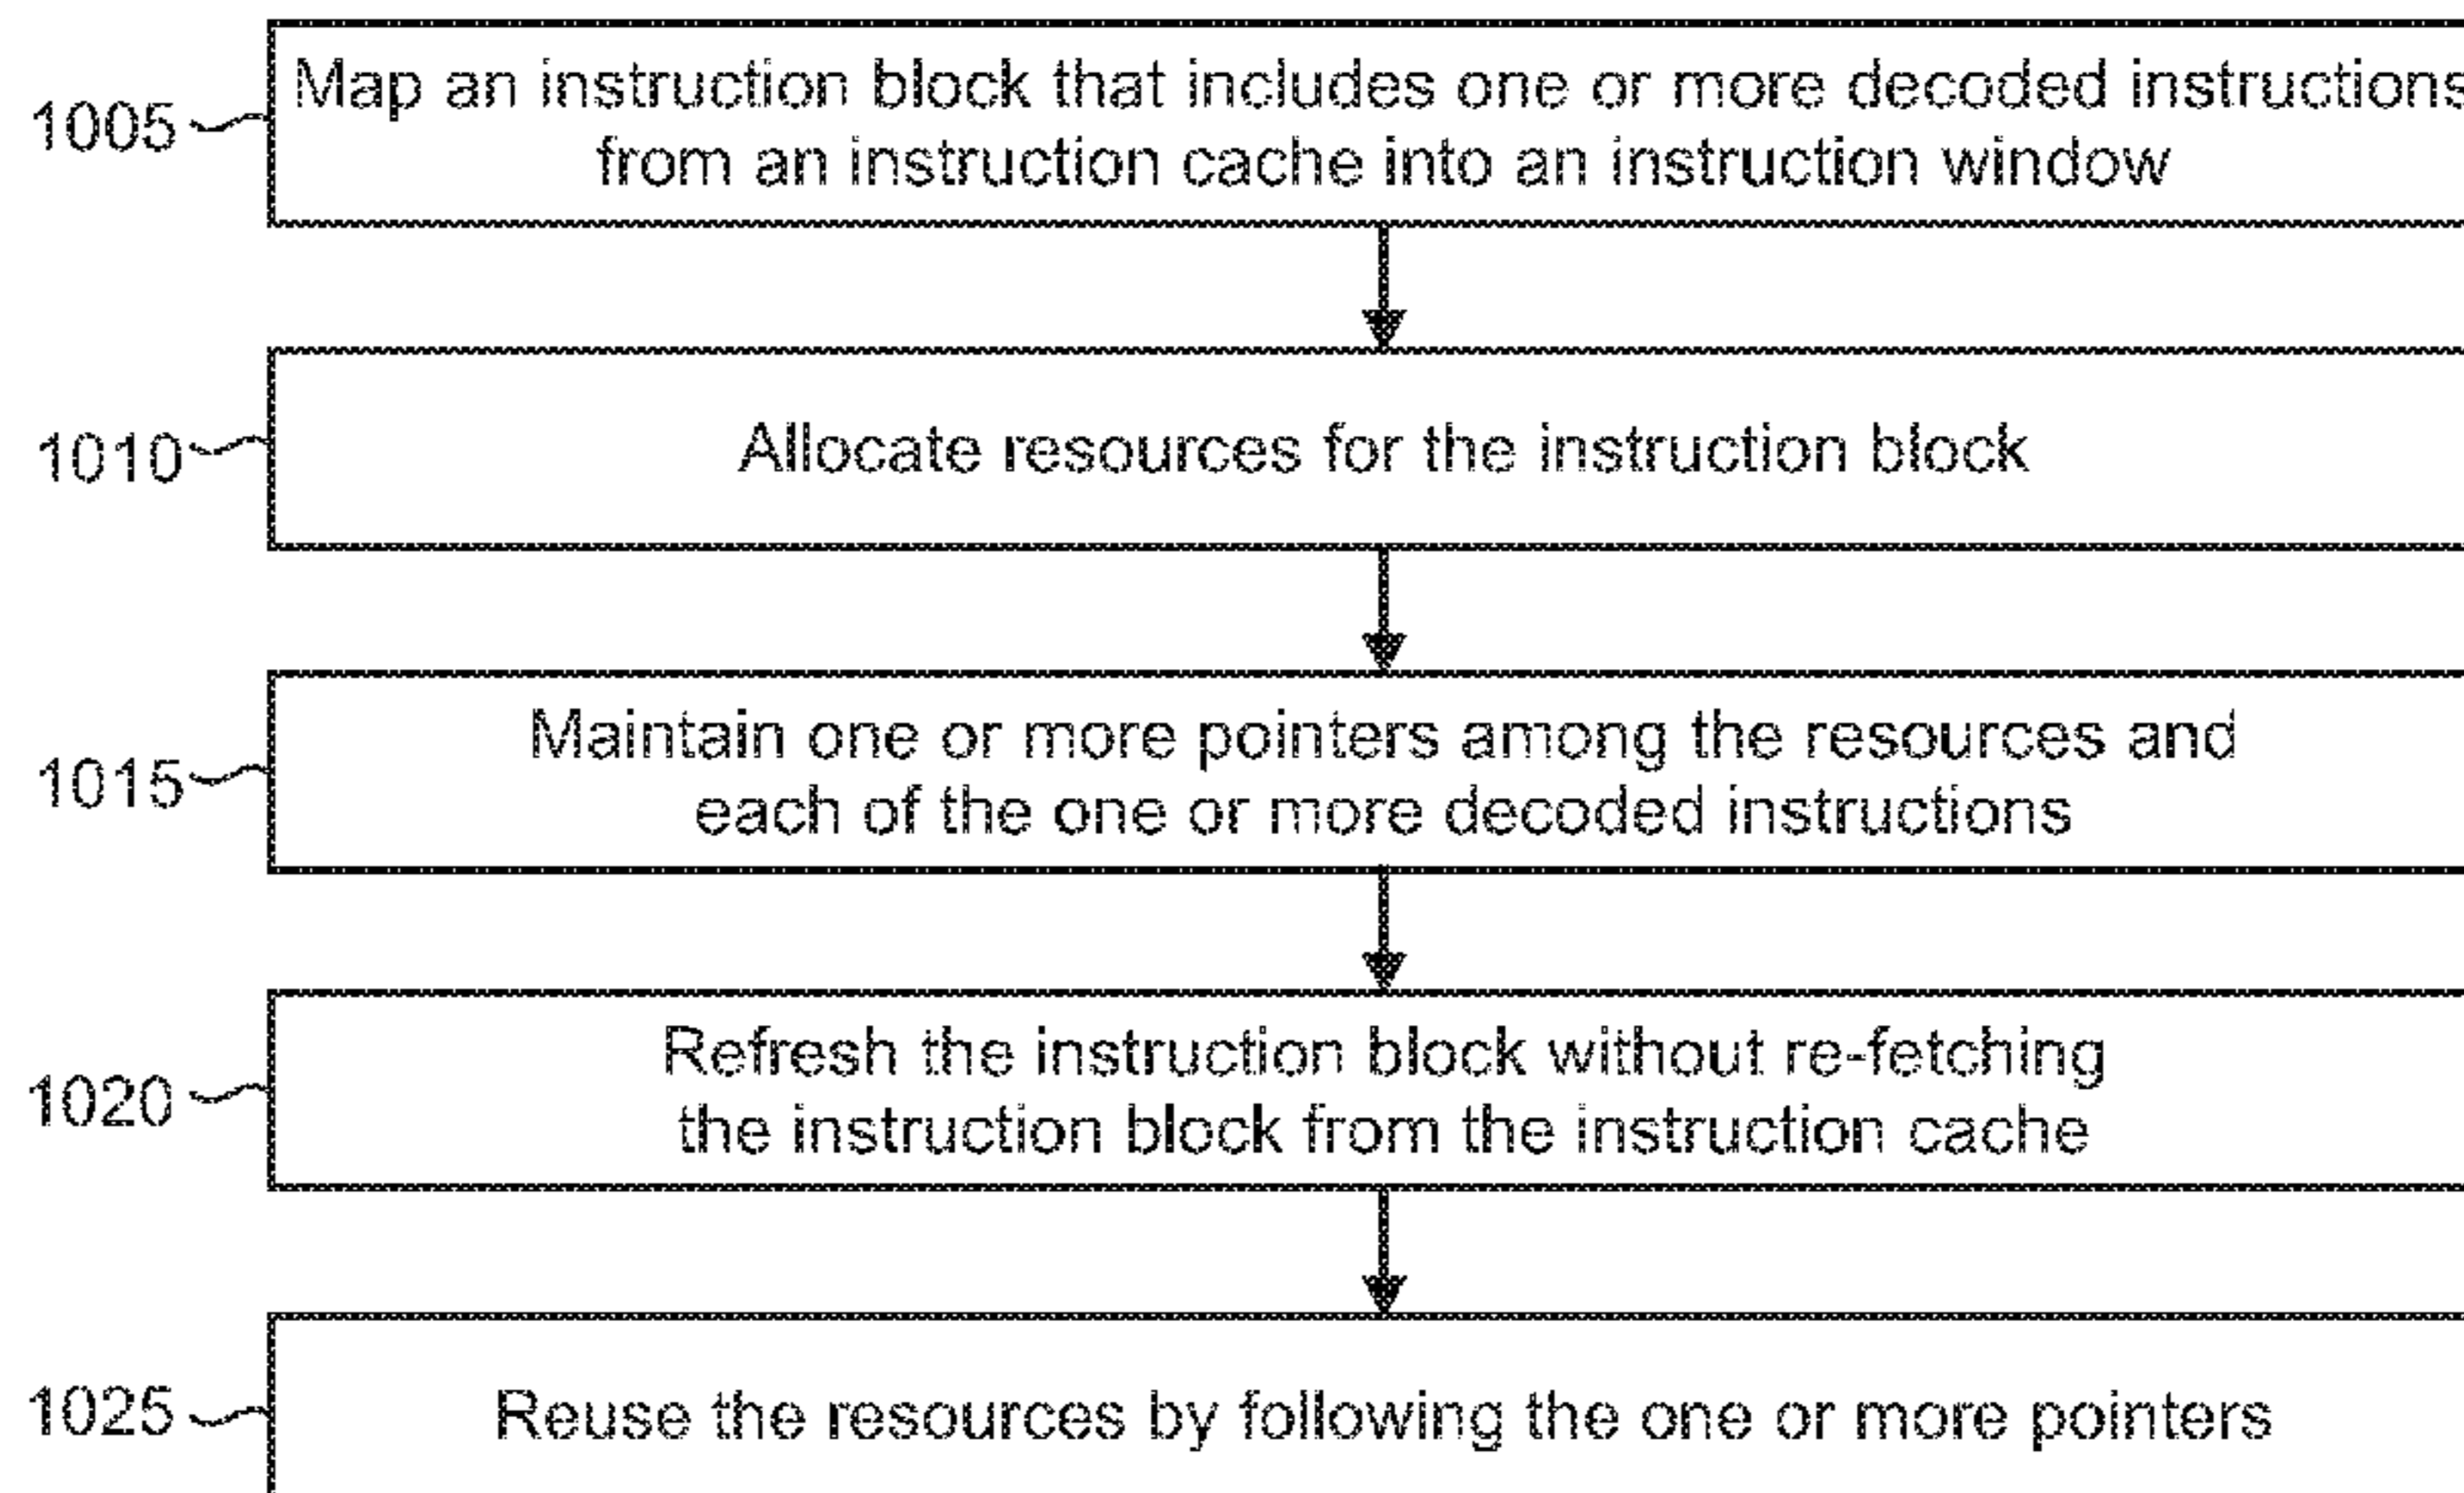 1005
Map an instruction block that includes one or more decoded instructions
from an instruction cache into an instruction window
1010
Allocate resources for the instruction block
1015
Maintain one or more pointers among the resources and
each of the one or more decoded instructions
1020
Refresh the instruction block without re-fetching
the instruction block from the instruction cache
1025
Reuse the resources by following the one or more pointers